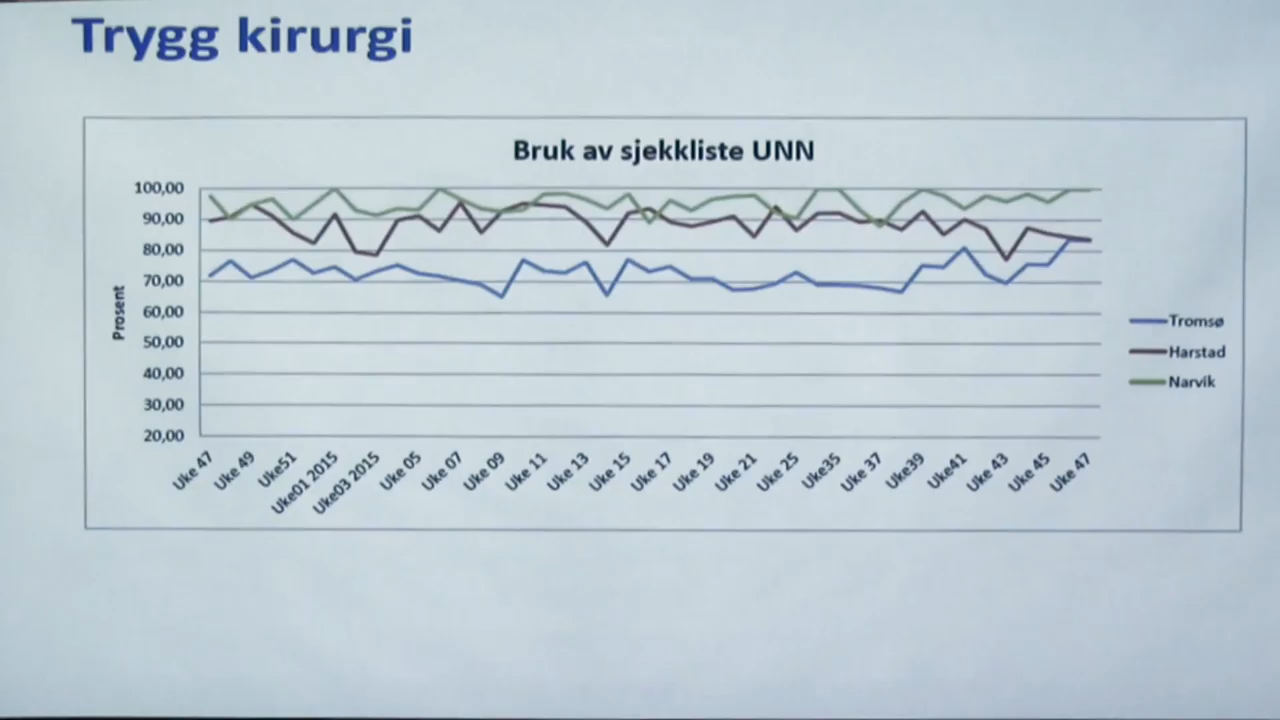 Trygg kirurgi
Bruk av sjekkliste UNN
Prosent
100,00
90,00
80,00
70,00
60,00
50,00
40,00
30,00
20,00
Uke 47
Uke 49
Uke51
Uke01 2015
Uke03 2015
Uke 05
Uke 07
Uke 09
Uke 11
Uke 13
Uke 15
Uke 17
Uke 19
Uke 21
Uke 25
Uke35
Uke 37
Uke39
Uke41
Uke 43
Uke 45
Uke 47
Tromsø
Harstad
Narvik